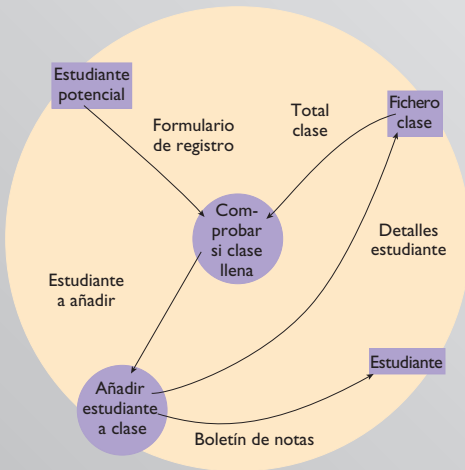 Estudiante
potencial
Formulario
de registro
Total
clase
Fichero
clase
Com-
probar
si clase
llena
Detalles
estudiante
Estudiante
a añadir
Estudiante
Añadir
estudiante
a clase
Boletín de notas